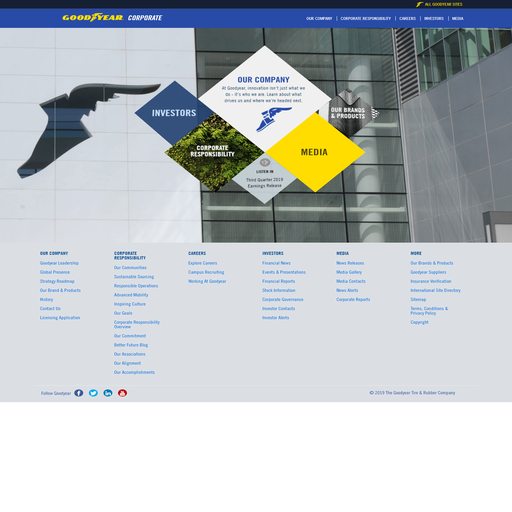 ALL GOODYEAR SITES
GOODYEAR CORPORATE
OUR COMPANY
CORPORATE RESPONSIBILITY
CAREERS
INVESTORS
MEDIA
OUR COMPANY
At Goodyear, innovation isn't just what we
do - it's who we are. Learn about what
drives us and where we're headed next.
INVESTORS
OUR BRANDS
& PRODUCTS
CORPORATE
RESPONSIBILITY
MEDIA
LISTEN IN
Third Quarter 2019
Earnings Release
OUR COMPANY
Goodyear Leadership
Global Presence
Strategy Roadmap
Our Brand & Products
History
Contact Us
Licensing Application
CORPORATE
RESPONSIBILITY
Our Communities
Sustainable Sourcing
Responsible Operations
Advanced Mobility
Inspiring Culture
Our Goals
Corporate Responsibility
Overview
Our Commitment
Better Future Blog
Our Associations
Our Alignment
Our Accomplishments
CAREERS
Explore Careers
Campus Recruiting
Working At Goodyear
INVESTORS
Financial News
Events & Presentations
Financial Reports
Stock Information
Corporate Governance
Investor Contacts
Investor Alerts
MEDIA
News Releases
Media Gallery
Media Contacts
News Alerts
Corporate Reports
MORE
Our Brands & Products
Goodyear Suppliers
Insurance Verification
International Site Directory
Sitemap
Terms, Conditions &
Privacy Policy
Copyright
Follow Goodyear
© 2019 The Goodyear Tire & Rubber Company